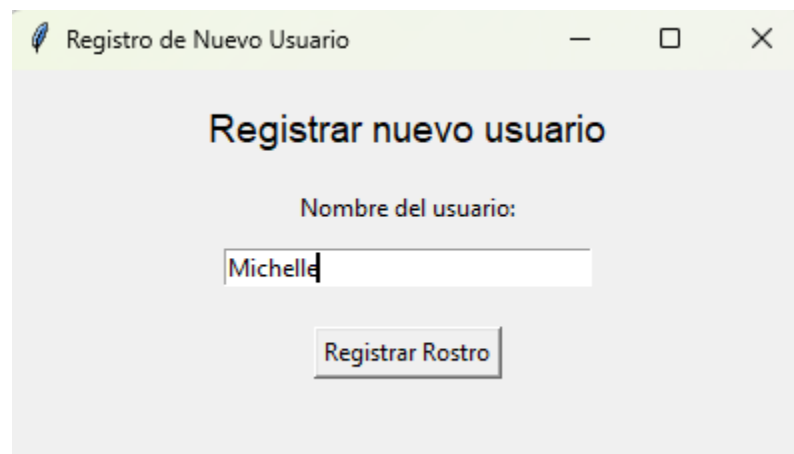 Registro de Nuevo Usuario
Registrar nuevo usuario
Nombre del usuario:
Michelle
Registrar Rostro